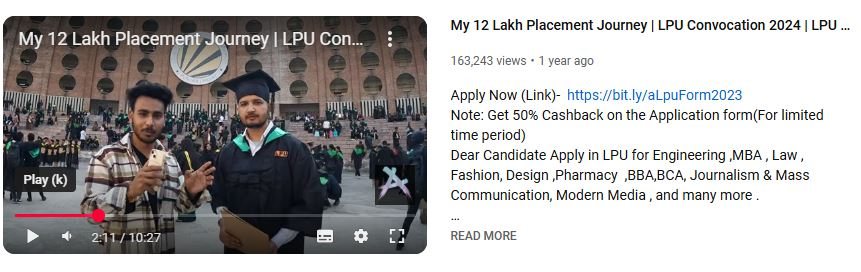 My 12 Lakh Placement Journey | LPU Con...
LPU
Play (k)
2:11 / 10:27
My 12 Lakh Placement Journey | LPU Convocation 2024 | LPU ...
163,243 views • 1 year ago
Apply Now (Link)- https://bit.ly/aLpuForm2023
Note: Get 50% Cashback on the Application form(For limited
time period)
Dear Candidate Apply in LPU for Engineering ,MBA , Law ,
Fashion, Design ,Pharmacy ,BBA,BCA, Journalism & Mass
Communication, Modern Media , and many more .
...
READ MORE